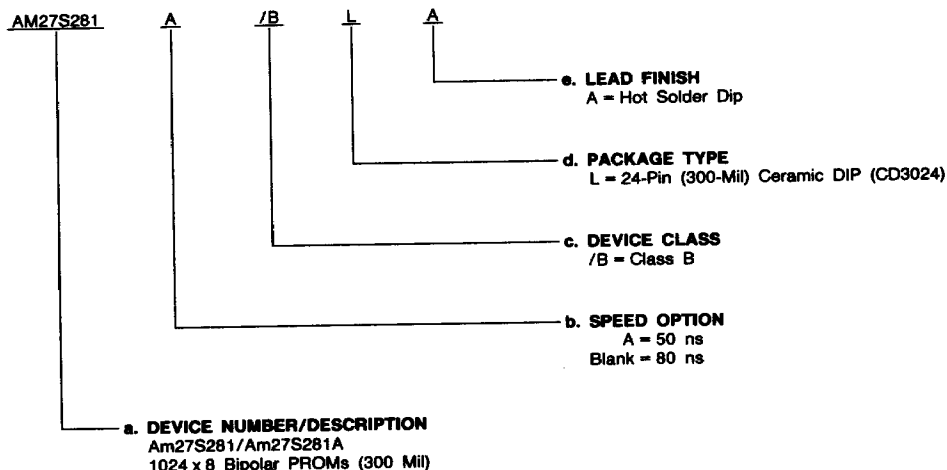 AM27S281 A /B L A
e. LEAD FINISH
A = Hot Solder Dip
d. PACKAGE TYPE
L = 24-Pin (300-Mil) Ceramic DIP (CD3024)
c. DEVICE CLASS
/B = Class B
b. SPEED OPTION
A = 50 ns
Blank = 80 ns
a. DEVICE NUMBER/DESCRIPTION
Am27S281/Am27S281A
1024 x 8 Bipolar PROMs (300 Mil)